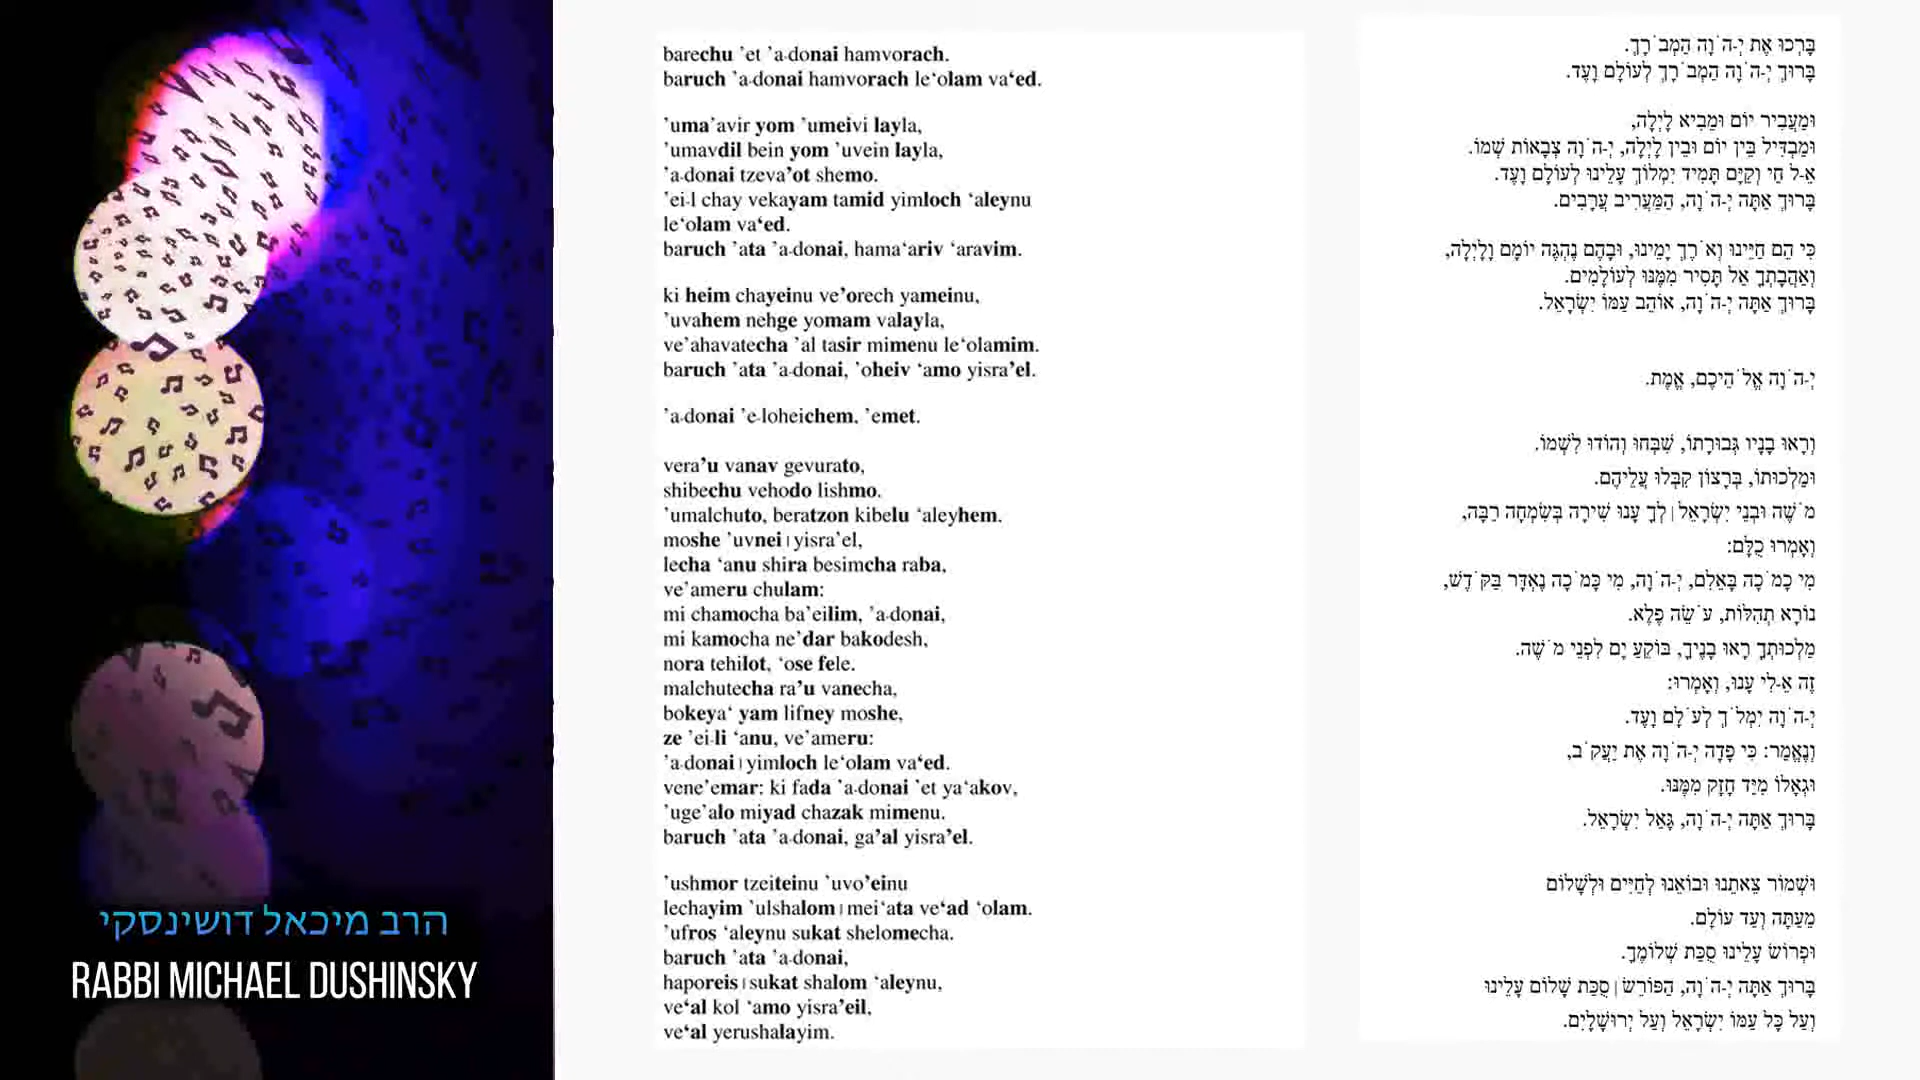 barechu ’et ’a-donai hamvorach.
baruch ’a-donai hamvorach le‘olam va‘ed.
’uma’avir yom ’umeivi layla,
’umavdil bein yom ’uvein layla,
’a-donai tzeva’ot shemo.
’ei-l chay vekayam tamid yimloch ‘aleynu
le‘olam va‘ed.
baruch ’ata ’a-donai, hama‘ariv ‘aravim.
ki heim chayeinu ve’orech yameinu,
’uvahem nehge yomam valayla,
ve’ahavatecha ’al tasir mimenu le‘olamim.
baruch ’ata ’a-donai, ’oheiv ‘amo yisra’el.
’a-donai ’e-loheichem, ’emet.
vera’u vanav gevurato,
shibechu vehodo lishmo.
’umalchuto, beratzon kibelu ‘aleyhem.
moshe ’uvnei | yisra’el,
lecha ‘anu shira besimcha raba,
ve’ameru chulam:
mi chamocha ba’eilim, ’a-donai,
mi kamocha ne’dar bakodesh,
nora tehilot, ‘ose fele.
malchutecha ra’u vanecha,
bokeya‘ yam lifney moshe,
ze ’ei-li ‘anu, ve’ameru:
’a-donai | yimloch le‘olam va‘ed.
vene’emar: ki fada ’a-donai ’et ya‘akov,
’uge’alo miyad chazak mimenu.
baruch ’ata ’a-donai, ga’al yisra’el.
’ushmor tzeiteinu ’uvo’einu
lechayim ’ulshalom | mei‘ata ve‘ad ‘olam.
’ufros ‘aleynu sukat shelomecha.
baruch ’ata ’a-donai,
haporeis | sukat shalom ‘aleynu,
ve‘al kol ‘amo yisra’eil,
ve‘al yerushalayim.
בָּרְכוּ אֶת יְ-הֹוָה הַמְבֹרָךְ.
בָּרוּךְ יְ-הֹוָה הַמְבֹרָךְ לְעוֹלָם וָעֶד.
וּמַעֲבִיר יוֹם וּמֵבִיא לָיְלָה,
וּמַבְדִּיל בֵּין יוֹם וּבֵין לָיְלָה, יְ-הֹוָה צְבָאוֹת שְׁמוֹ.
אֵ-ל חַי וְקַיָּם תָּמִיד יִמְלוֹךְ עָלֵינוּ לְעוֹלָם וָעֶד.
בָּרוּךְ אַתָּה יְ-הֹוָה, הַמַּעֲרִיב עֲרָבִים.
כִּי הֵם חַיֵּינוּ וְאֹרֶךְ יָמֵינוּ, וּבָהֶם נֶהְגֶּה יוֹמָם וָלָיְלָה,
וְאַהֲבָתְךָ אַל תָּסִיר מִמֶּנּוּ לְעוֹלָמִים.
בָּרוּךְ אַתָּה יְ-הֹוָה, אוֹהֵב עַמּוֹ יִשְׂרָאֵל.
יְ-הֹוָה אֱלֹהֵיכֶם, אֱמֶת.
וְרָאוּ בָנָיו גְּבוּרָתוֹ, שִׁבְּחוּ וְהוֹדוּ לִשְׁמוֹ.
וּמַלְכוּתוֹ, בְּרָצוֹן קִבְּלוּ עֲלֵיהֶם.
מֹשֶׁה וּבְנֵי יִשְׂרָאֵל | לְךָ עָנוּ שִׁירָה בְּשִׂמְחָה רַבָּה,
וְאָמְרוּ כֻלָּם:
מִי כָמֹכָה בָּאֵלִם, יְ-הֹוָה, מִי כָּמֹכָה נֶאְדָּר בַּקֹּדֶשׁ,
נוֹרָא תְהִלּוֹת, עֹשֵׂה פֶלֶא.
מַלְכוּתְךָ רָאוּ בָנֶיךָ, בּוֹקֵעַ יָם לִפְנֵי מֹשֶׁה.
זֶה אֵ-לִי עָנוּ, וְאָמְרוּ:
יְ-הֹוָה יִמְלֹךְ לְעֹלָם וָעֶד.
וְנֶאֱמַר: כִּי פָדָה יְ-הֹוָה אֶת יַעֲקֹב,
וּגְאָלוֹ מִיַּד חָזָק מִמֶּנּוּ.
בָּרוּךְ אַתָּה יְ-הֹוָה, גָּאַל יִשְׂרָאֵל.
וּשְׁמוֹר צֵאתֵנוּ וּבוֹאֵנוּ לְחַיִּים וּלְשָׁלוֹם
מֵעַתָּה וְעַד עוֹלָם.
וּפְרוֹשׂ עָלֵינוּ סֻכַּת שְׁלוֹמֶךָ.
בָּרוּךְ אַתָּה יְ-הֹוָה, הַפּוֹרֵשׂ | סֻכַּת שָׁלוֹם עָלֵינוּ
וְעַל כָּל עַמּוֹ יִשְׂרָאֵל וְעַל יְרוּשָׁלָיִם.
הרב מיכאל דושינסקי
RABBI MICHAEL DUSHINSKY